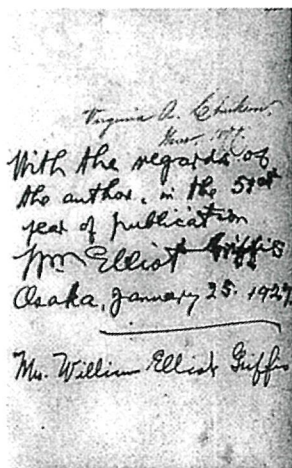 Virginia A.
With the regards of
the author, in the 51st
year of publication
Wm Elliot Griffis
Osaka, January 25, 1927
Mr. William Elliot Griffis